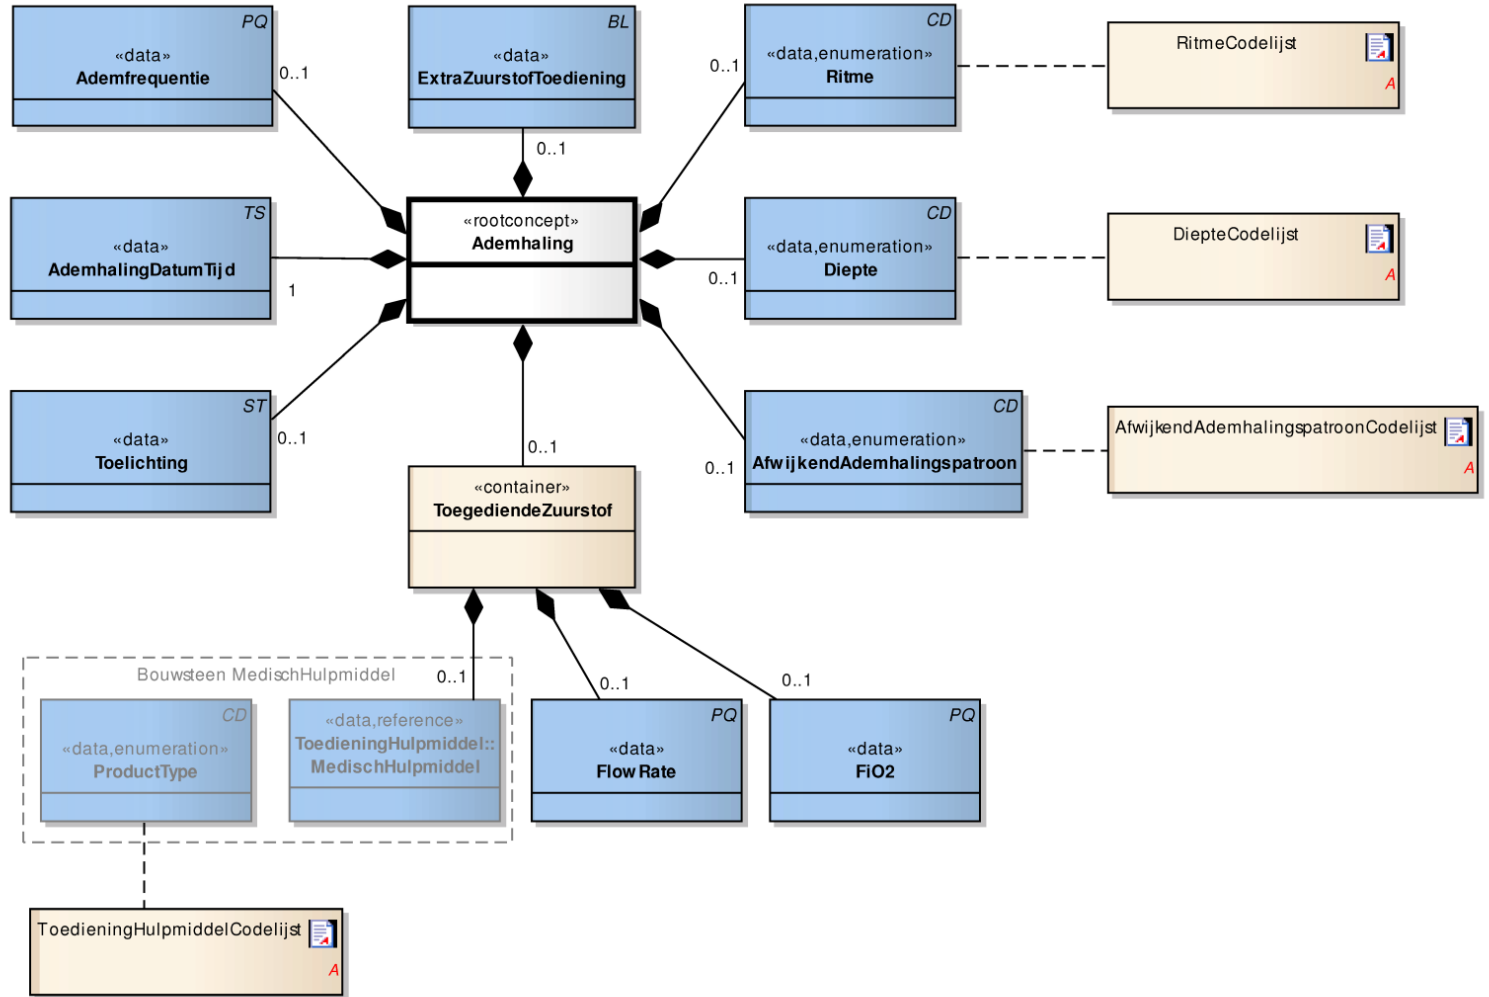 PQ
«data»
Ademfrequentie
0..1
BL
«data»
ExtraZuurstofToediening
0..1
CD
«data,enumeration»
Ritme
0..1
RitmeCodelijst
A
TS
«data»
AdemhalingDatumTijd
1
«rootconcept»
Ademhaling
CD
«data,enumeration»
Diepte
0..1
DiepteCodelijst
A
ST
«data»
Toelichting
0..1
0..1
CD
«data,enumeration»
AfwijkendAdemhalingspatroon
0..1
AfwijkendAdemhalingspatroonCodelijst
A
«container»
ToegediendeZuurstof
Bouwsteen MedischHulpmiddel
0..1
0..1
0..1
CD
«data,enumeration»
ProductType
«data,reference»
ToedieningHulpmiddel::
MedischHulpmiddel
PQ
«data»
FlowRate
PQ
«data»
FiO2
ToedieningHulpmiddelCodelijst
A